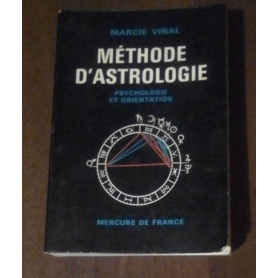 MARCIE VINAL
MÉTHODE
D'ASTROLOGIE
PSYCHOLOGIE
ET ORIENTATION
MERCURE DE FRANCE